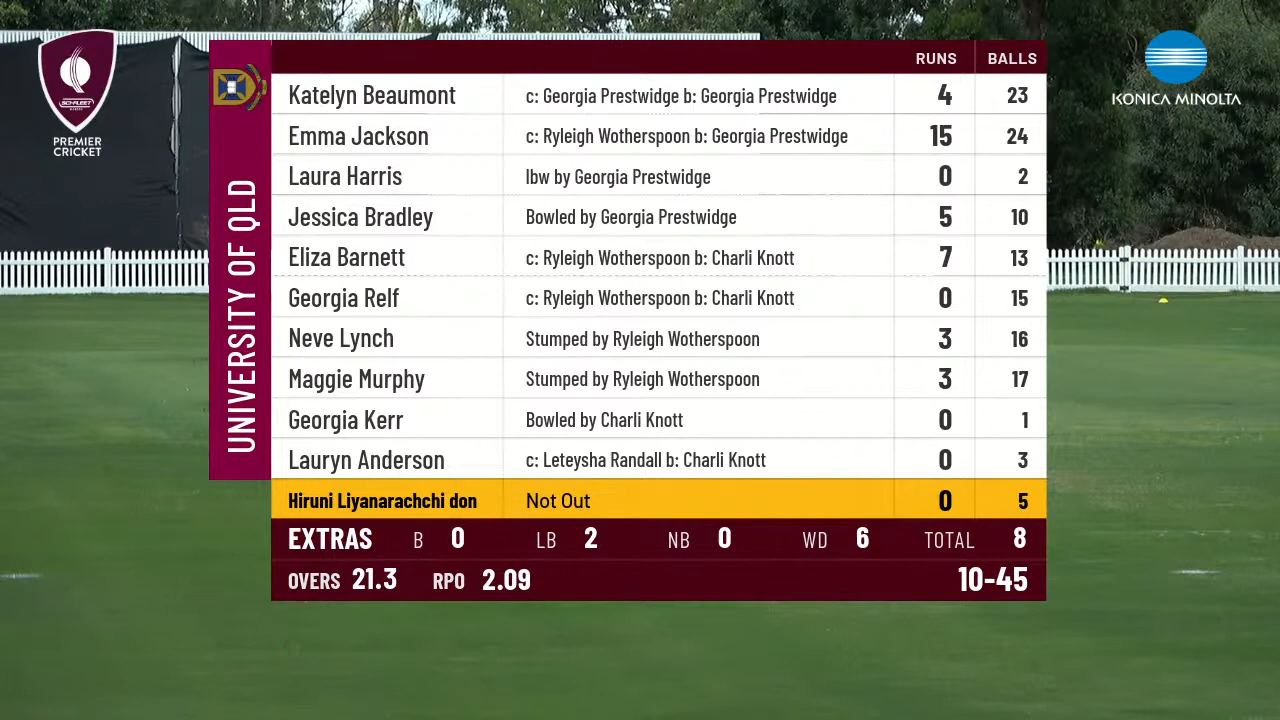 RUNS BALLS
Katelyn Beaumont c: Georgia Prestwidge b: Georgia Prestwidge 4 23
Emma Jackson c: Ryleigh Wotherspoon b: Georgia Prestwidge 15 24
Laura Harris lbw by Georgia Prestwidge 0 2
Jessica Bradley Bowled by Georgia Prestwidge 5 10
Eliza Barnett c: Ryleigh Wotherspoon b: Charli Knott 7 13
Georgia Relf c: Ryleigh Wotherspoon b: Charli Knott 0 15
Neve Lynch Stumped by Ryleigh Wotherspoon 3 16
Maggie Murphy Stumped by Ryleigh Wotherspoon 3 17
Georgia Kerr Bowled by Charli Knott 0 1
Lauryn Anderson c: Leteysha Randall b: Charli Knott 0 3
Hiruni Liyanarachchi don Not Out 0 5
EXTRAS B 0 LB 2 NB 0 WD 6 TOTAL 8
OVERS 21.3 RPO 2.09 10-45
UNIVERSITY OF QLD
PREMIER
CRICKET
KONICA MINOLTA